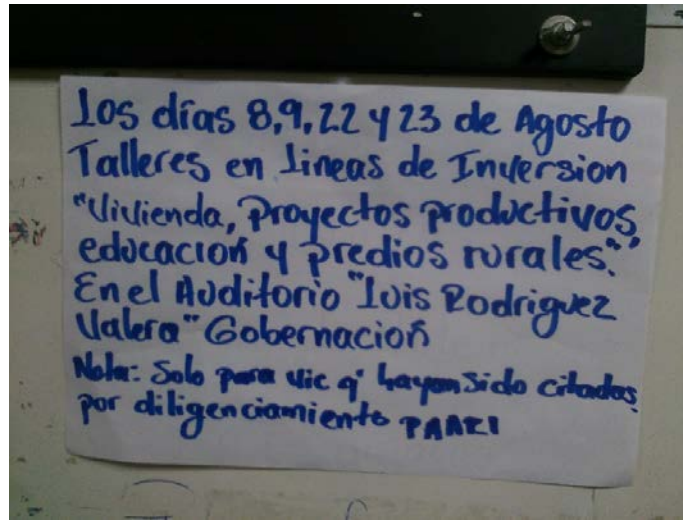 Los días 8,9,22 y 23 de Agosto
Talleres en Lineas de Inversion
"Vivienda, Proyectos productivos,
educación y predios rurales."
En el Auditorio "Luis Rodriguez
Valera" Gobernación
Nota: Solo para vic q' hayan sido citadas
por diligenciamiento PAARI